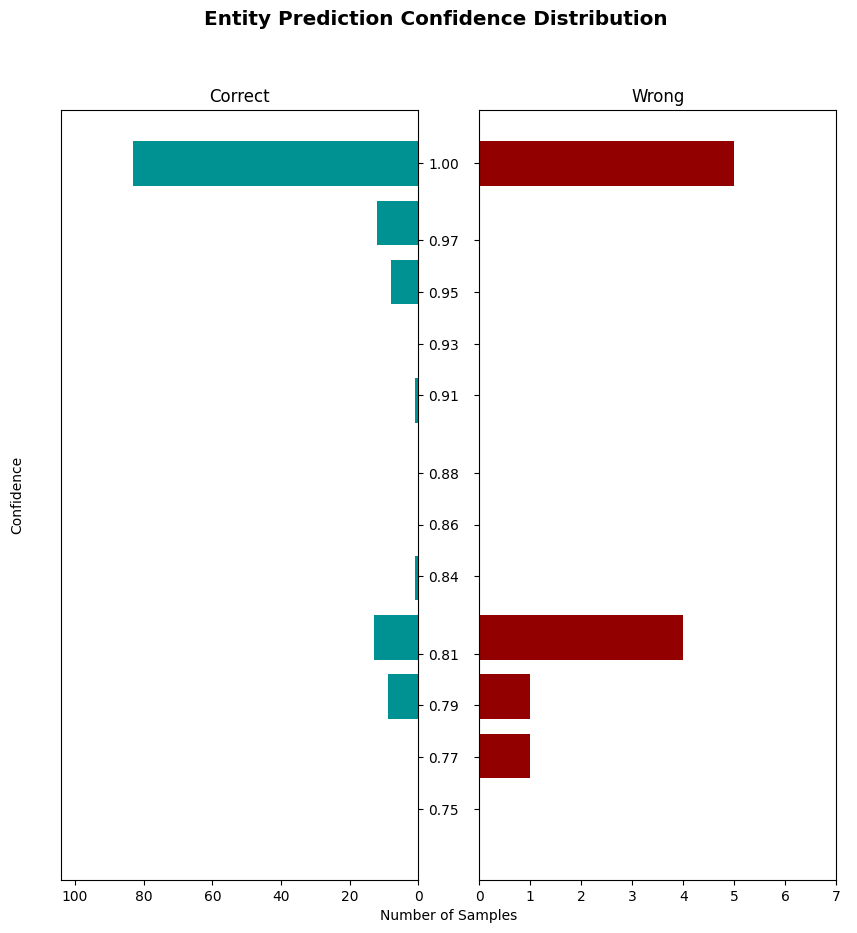 Entity Prediction Confidence Distribution
Correct
Wrong
1.00
0.97
0.95
0.93
0.91
0.88
0.86
0.84
0.81
0.79
0.77
0.75
Confidence
100 80 60 40 20 0
0 1 2 3 4 5 6 7
Number of Samples